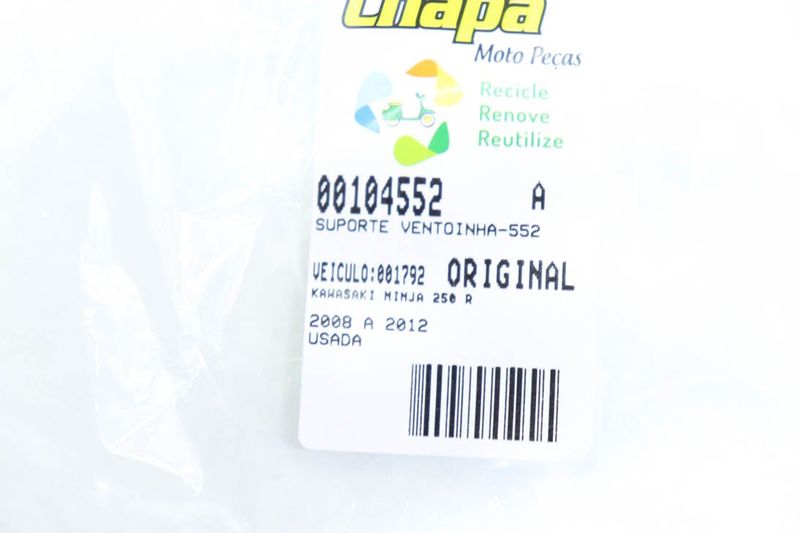 Chapa
Moto Peças
Recicle
Renove
Reutilize
00104552 A
SUPORTE VENTOINHA-552
VEICULO:001792 ORIGINAL
KAWASAKI NINJA 250 R
2008 A 2012
USADA